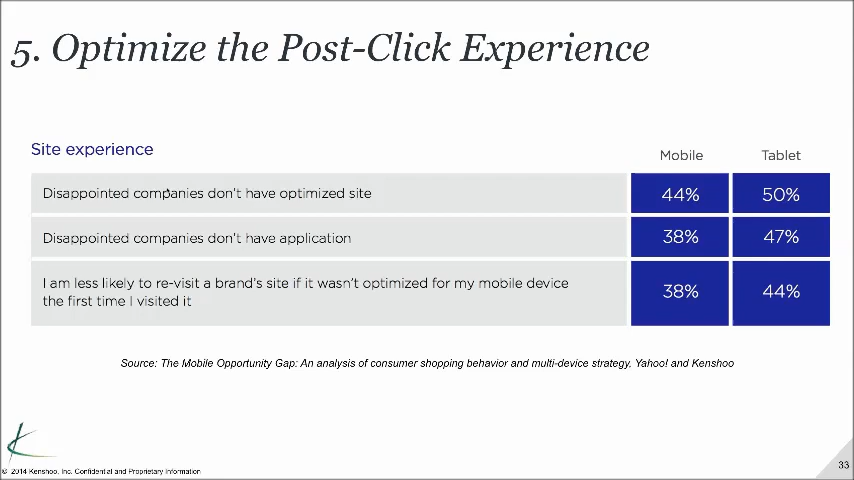 5. Optimize the Post-Click Experience
Site experience
Mobile Tablet
Disappointed companies don't have optimized site 44% 50%
Disappointed companies don't have application 38% 47%
I am less likely to re-visit a brand's site if it wasn't optimized for my mobile device
the first time I visited it 38% 44%
Source: The Mobile Opportunity Gap: An analysis of consumer shopping behavior and multi-device strategy. Yahoo! and Kenshoo
© 2014 Kenshoo, Inc. Confidential and Proprietary Information
33